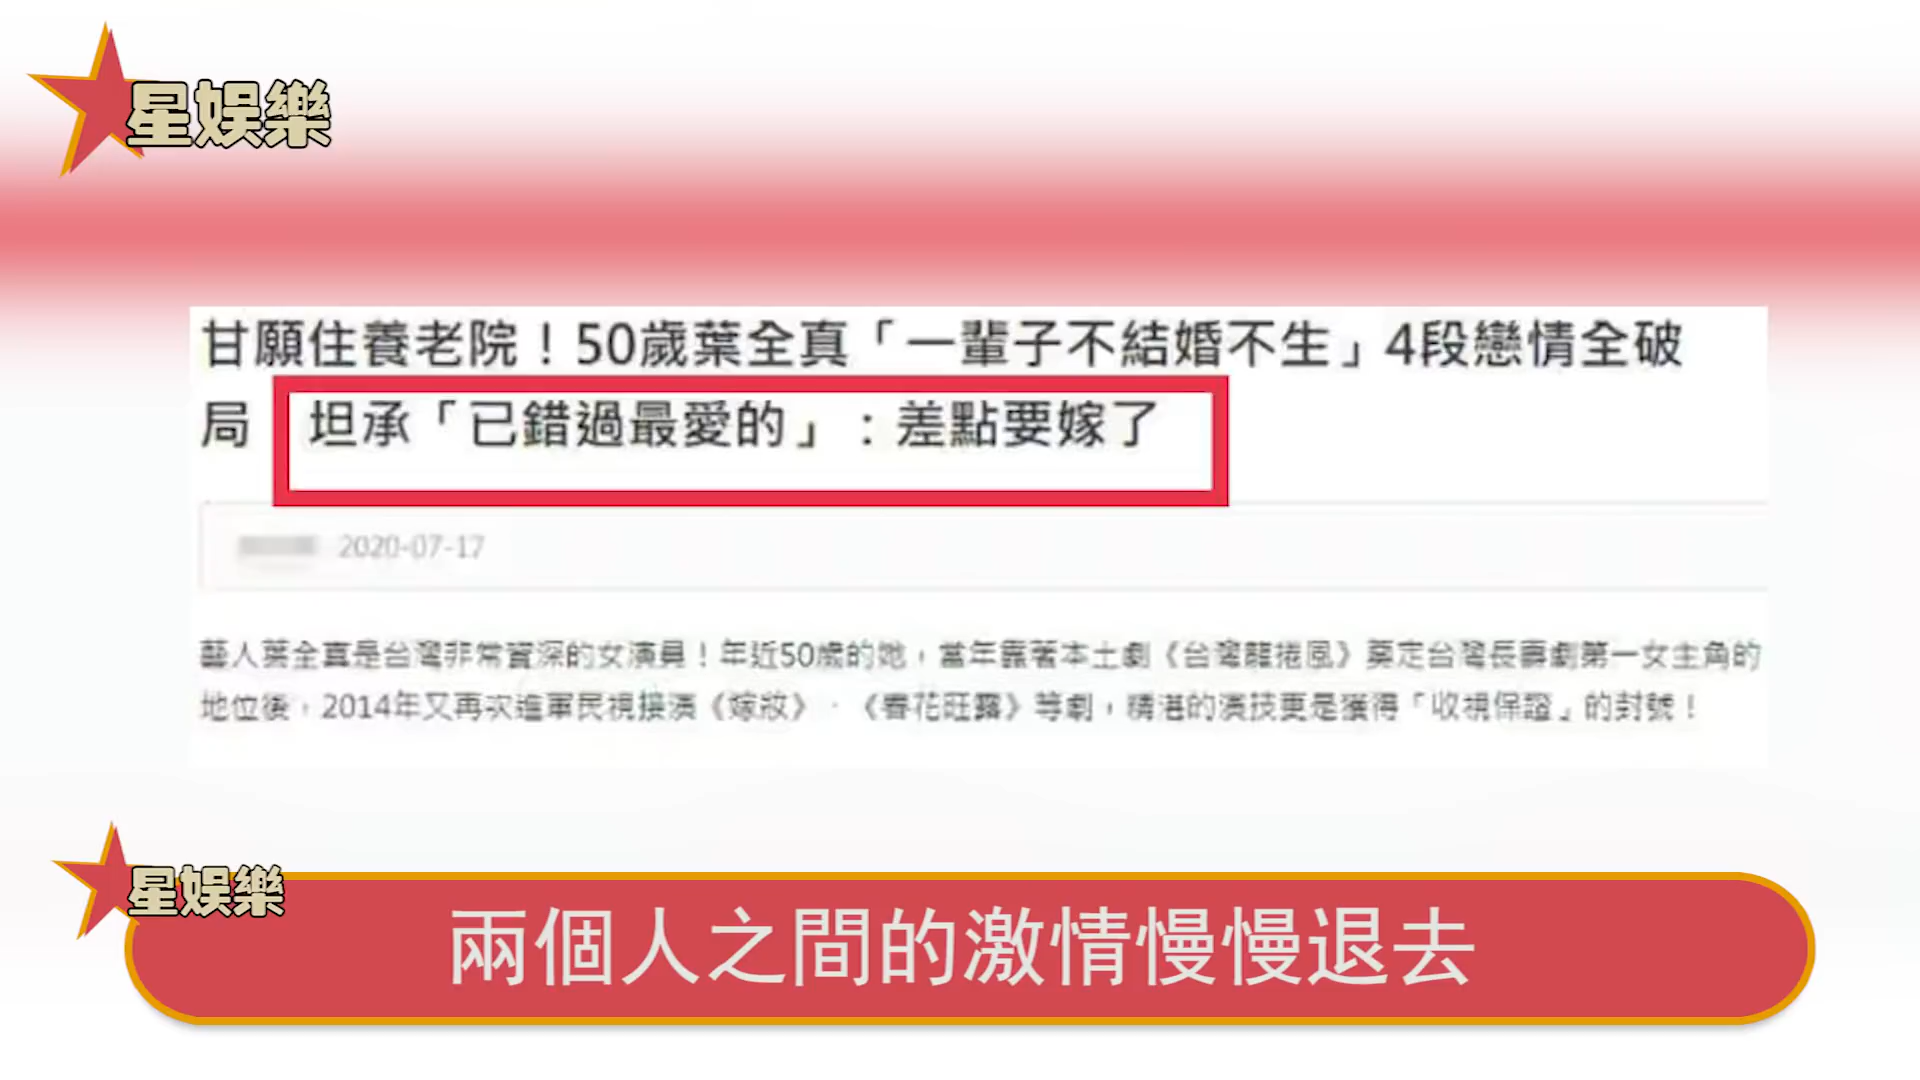 星娱樂
甘願住養老院！50歲葉全真「一輩子不結婚不生」4段戀情全破
局 坦承「已錯過最愛的」：差點要嫁了
2020-07-17
藝人葉全真是台灣非常資深的女演員！年近50歲的她，當年靠著本土劇《台灣龍捲風》奠定台灣長壽劇第一女主角的
地位後，2014年又再次進軍民視接演《嫁妝》、《春花旺露》等劇，精湛的演技更是獲得「收視保證」的封號！
星娱樂
兩個人之間的激情慢慢退去